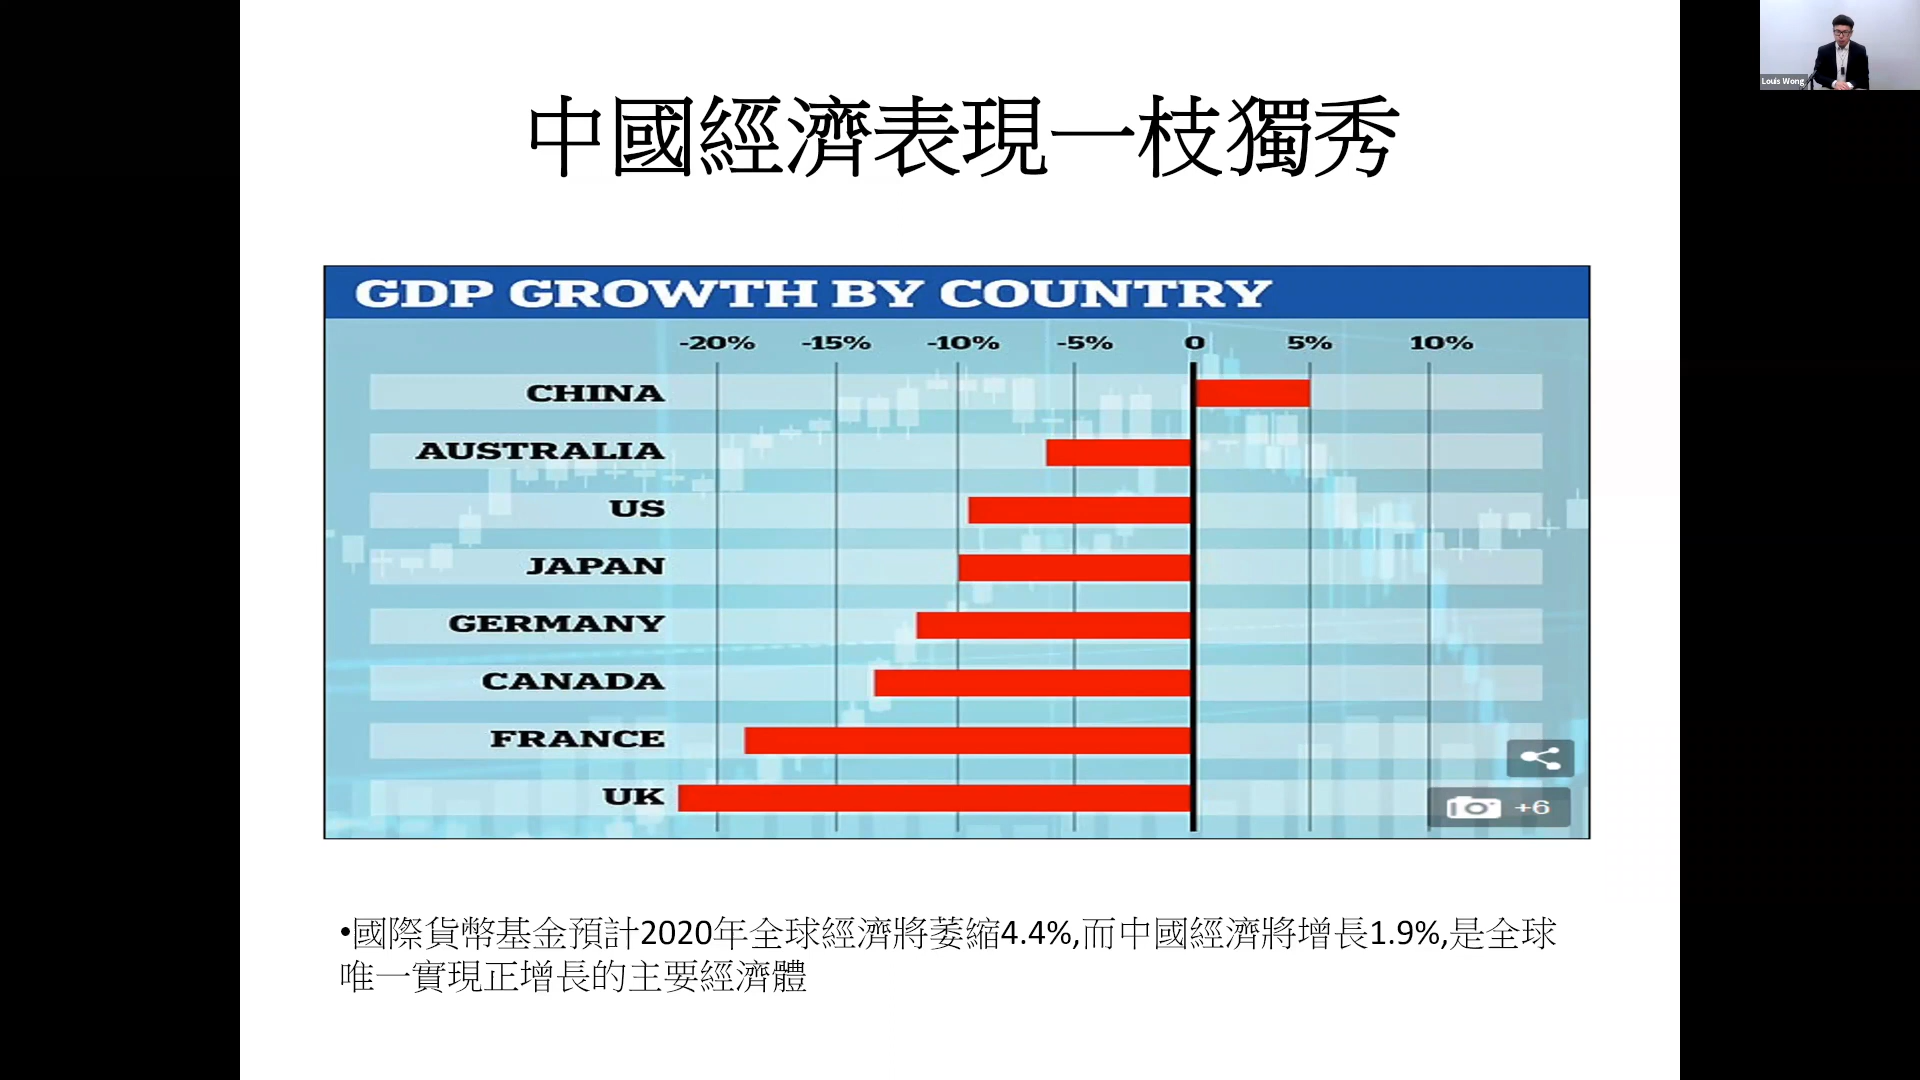 Louis Wong
中國經濟表現一枝獨秀
GDP GROWTH BY COUNTRY
-20% -15% -10% -5% 0 5% 10%
CHINA
AUSTRALIA
US
JAPAN
GERMANY
CANADA
FRANCE
UK
+6
•國際貨幣基金預計2020年全球經濟將萎縮4.4%,而中國經濟將增長1.9%,是全球
唯一實現正增長的主要經濟體